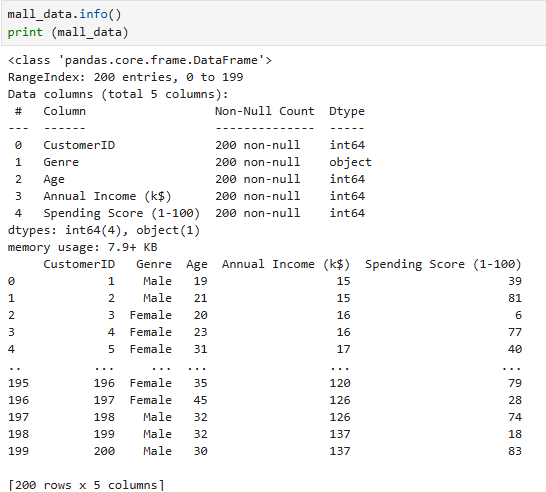 mall_data.info()
print (mall_data)
<class 'pandas.core.frame.DataFrame'>
RangeIndex: 200 entries, 0 to 199
Data columns (total 5 columns):
 #   Column                  Non-Null Count  Dtype
---  ------                  --------------  -----
 0   CustomerID              200 non-null    int64
 1   Genre                   200 non-null    object
 2   Age                     200 non-null    int64
 3   Annual Income (k$)      200 non-null    int64
 4   Spending Score (1-100)  200 non-null    int64
dtypes: int64(4), object(1)
memory usage: 7.9+ KB
     CustomerID   Genre  Age  Annual Income (k$)  Spending Score (1-100)
0             1    Male   19                  15                      39
1             2    Male   21                  15                      81
2             3  Female   20                  16                       6
3             4  Female   23                  16                      77
4             5  Female   31                  17                      40
..          ...     ...  ...                 ...                     ...
195         196  Female   35                 120                      79
196         197  Female   45                 126                      28
197         198    Male   32                 126                      74
198         199    Male   32                 137                      18
199         200    Male   30                 137                      83
[200 rows x 5 columns]